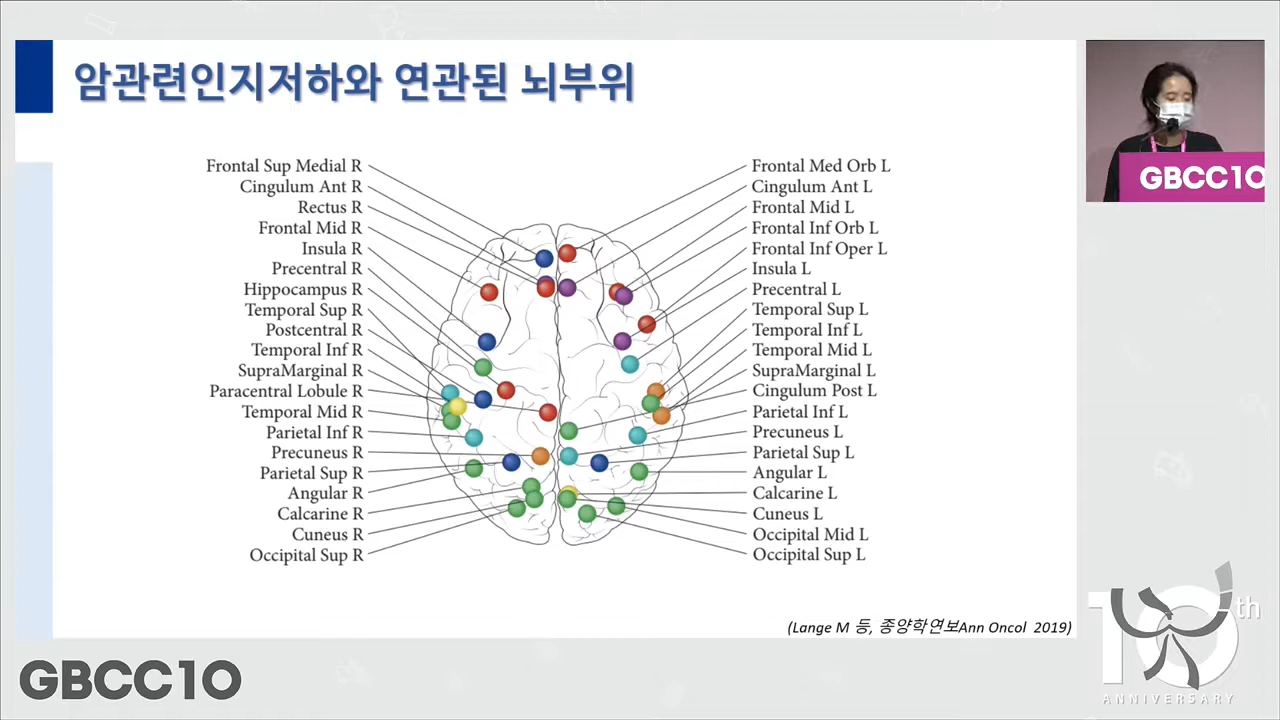 암관련인지저하와 연관된 뇌부위
Frontal Sup Medial R
Cingulum Ant R
Rectus R
Frontal Mid R
Insula R
Precentral R
Hippocampus R
Temporal Sup R
Postcentral R
Temporal Inf R
SupraMarginal R
Paracentral Lobule R
Temporal Mid R
Parietal Inf R
Precuneus R
Parietal Sup R
Angular R
Calcarine R
Cuneus R
Occipital Sup R
Frontal Med Orb L
Cingulum Ant L
Frontal Mid L
Frontal Inf Orb L
Frontal Inf Oper L
Insula L
Precentral L
Temporal Sup L
Temporal Inf L
Temporal Mid L
SupraMarginal L
Cingulum Post L
Parietal Inf L
Precuneus L
Parietal Sup L
Angular L
Calcarine L
Cuneus L
Occipital Mid L
Occipital Sup L
(Lange M 등, 종양학연보Ann Oncol 2019)
GBCC10
GBCC10
10th
ANNIVERSARY